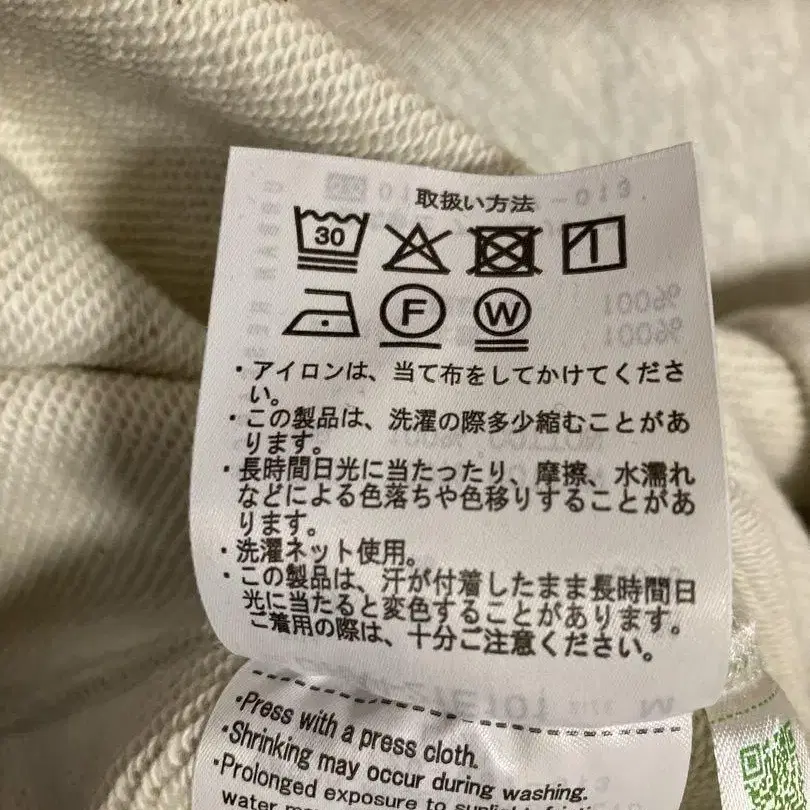 取扱い方法
30
F
W
・アイロンは、当て布をしてかけてくださ
い。
・この製品は、洗濯の際多少縮むことがあ
ります。
・長時間日光に当たったり、摩擦、水濡れ
などによる色落ちや色移りすることがあ
ります。
・洗濯ネット使用。
・この製品は、汗が付着したまま長時間日
光に当たると変色することがあります。
ご着用の際は、十分ご注意ください。
・Press with a press cloth.
・Shrinking may occur during washing.
・Prolonged exposure to sunlight, friction
water